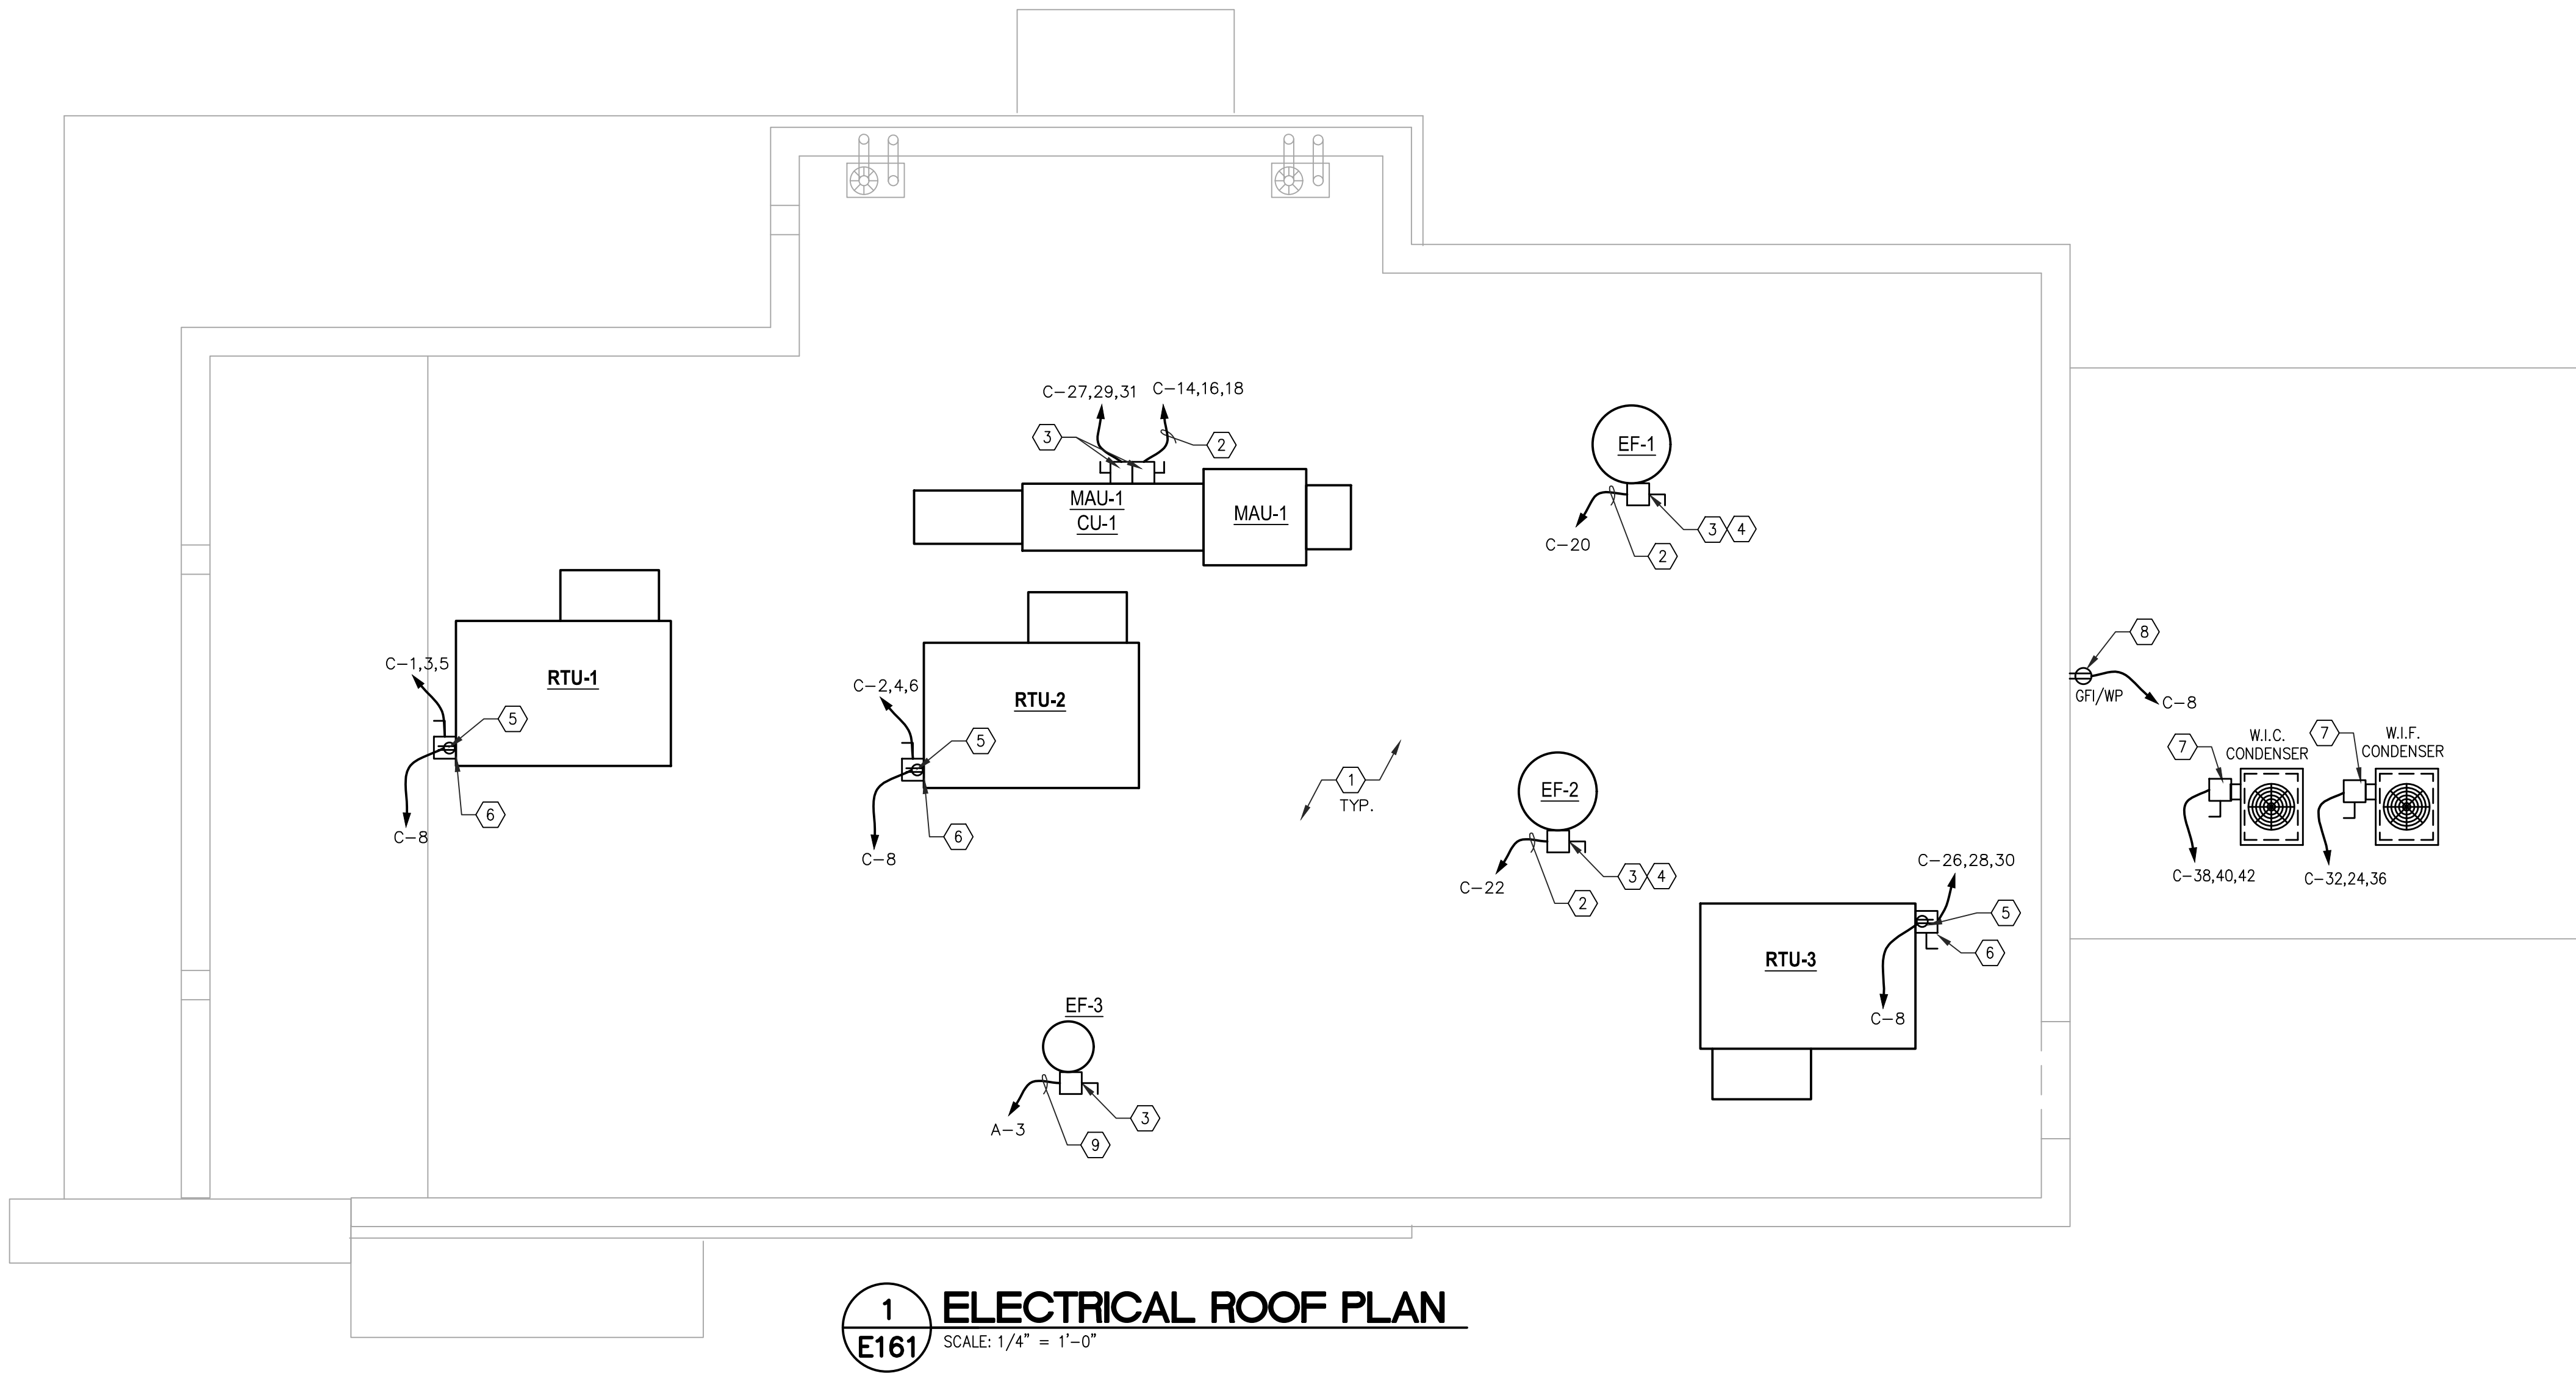 C-27,29,31
C-14,16,18
3
2
EF-1
MAU-1
CU-1
MAU-1
3
4
C-20
2
8
C-1,3,5
RTU-1
C-2,4,6
RTU-2
GFI/WP
C-8
5
5
7
W.I.C.
CONDENSER
7
W.I.F.
CONDENSER
1
TYP.
EF-2
6
C-8
6
C-8
C-26,28,30
C-38,40,42
C-32,24,36
C-22
3
4
2
5
6
RTU-3
C-8
EF-3
A-3
3
9
1
E161
ELECTRICAL ROOF PLAN
SCALE: 1/4" = 1'-0"